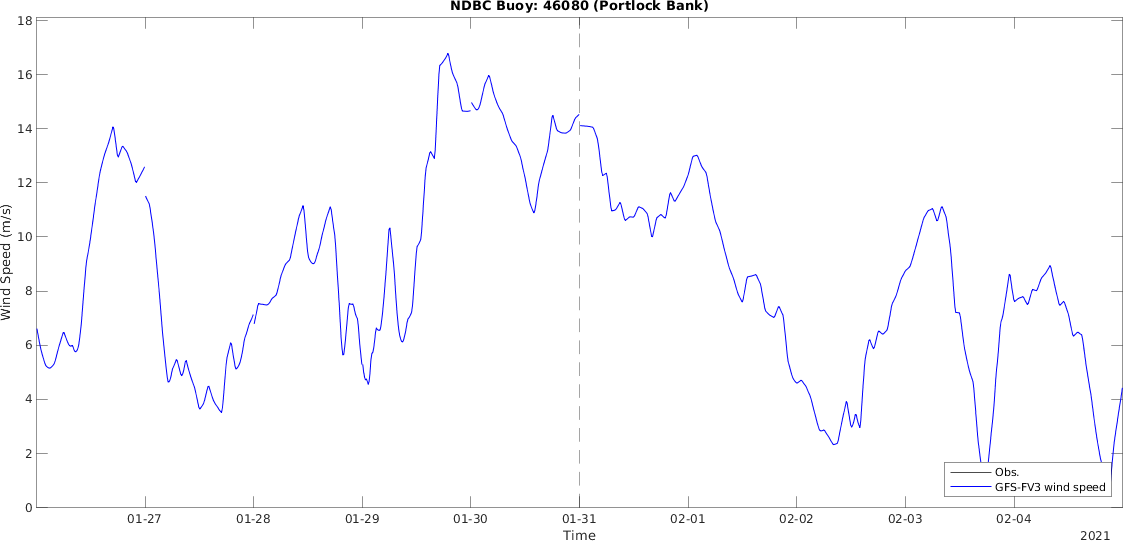 NDBC Buoy: 46080 (Portlock Bank)
18
16
14
12
10
8
6
4
2
0
Wind Speed (m/s)
01-27 01-28 01-29 01-30 01-31 02-01 02-02 02-03 02-04
Time
2021
Obs.
GFS-FV3 wind speed